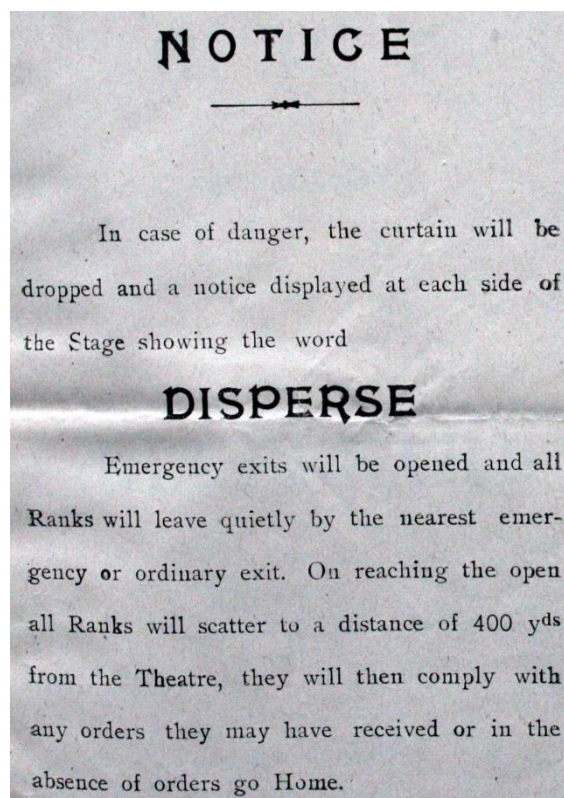 NOTICE
In case of danger, the curtain will be
dropped and a notice displayed at each side of
the Stage showing the word
DISPERSE
Emergency exits will be opened and all
Ranks will leave quietly by the nearest emer-
gency or ordinary exit. On reaching the open
all Ranks will scatter to a distance of 400 yds
from the Theatre, they will then comply with
any orders they may have received or in the
absence of orders go Home.